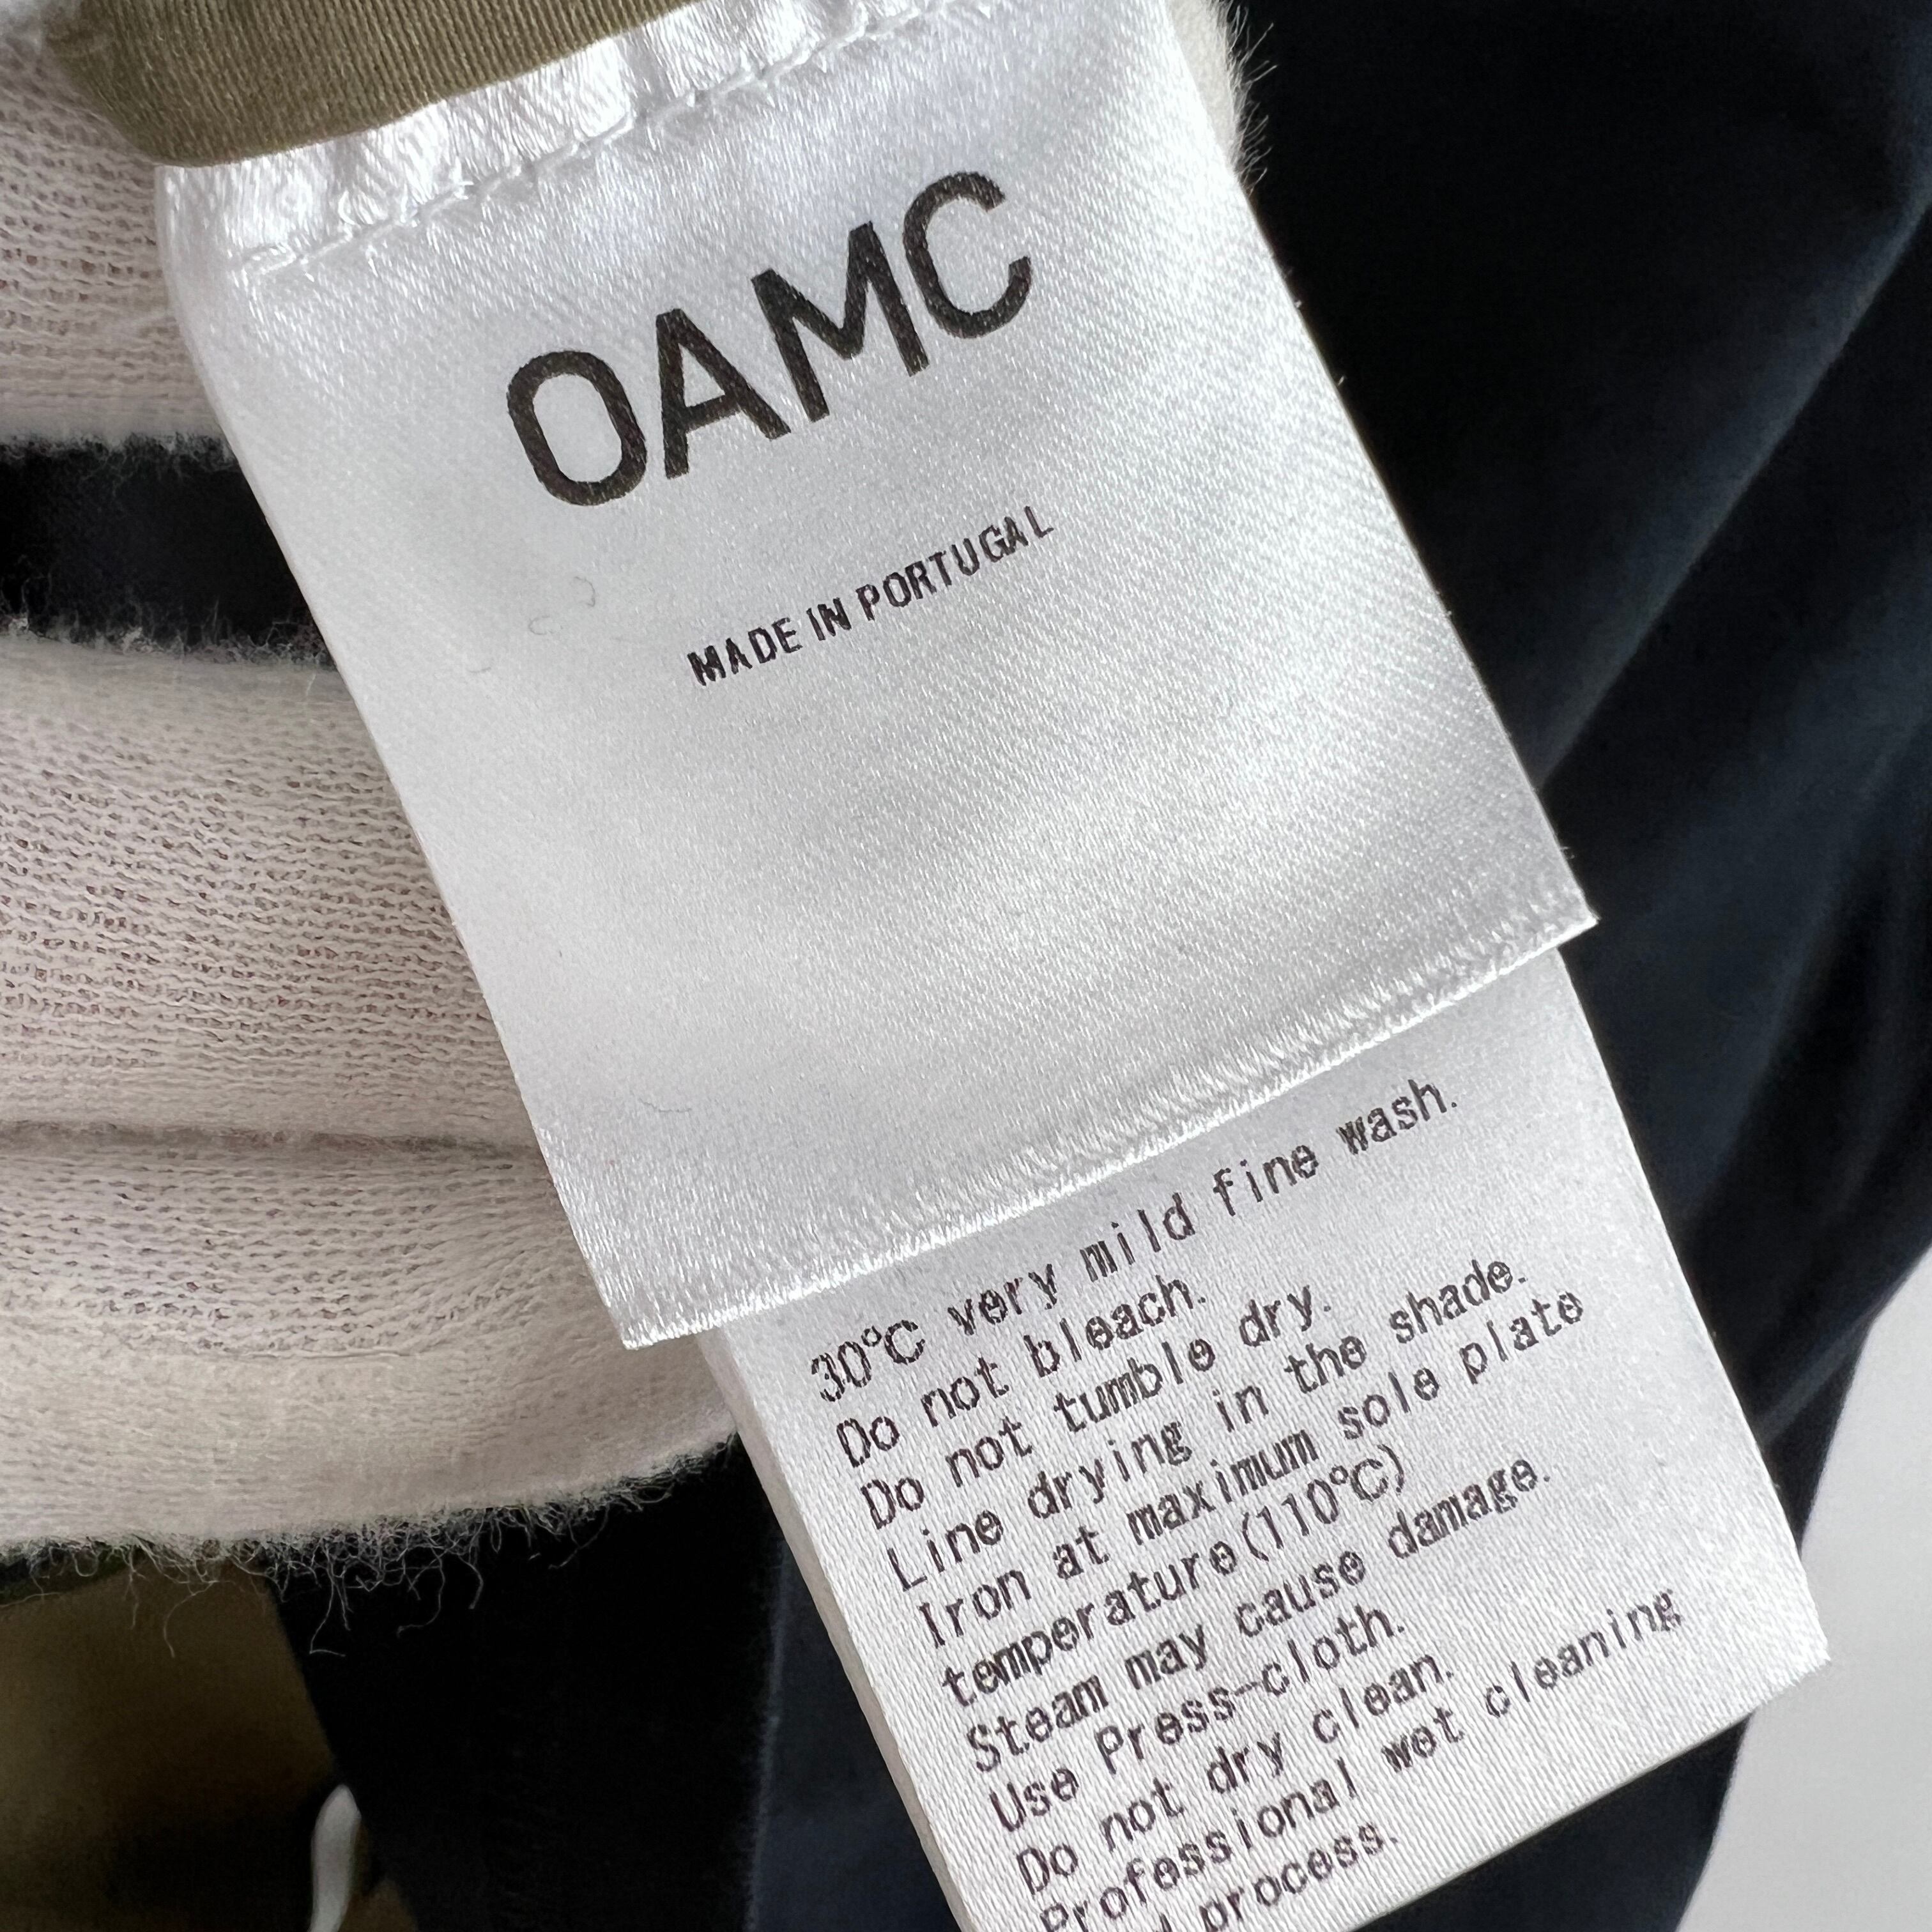 OAMC
MADE IN PORTUGAL
30°C very mild fine wash.
Do not bleach.
Do not tumble dry.
Line drying in the shade.
Iron at maximum sole plate
temperature(110°C)
Steam may cause damage.
Use Press-cloth.
Do not dry clean.
Professional wet cleaning
process.